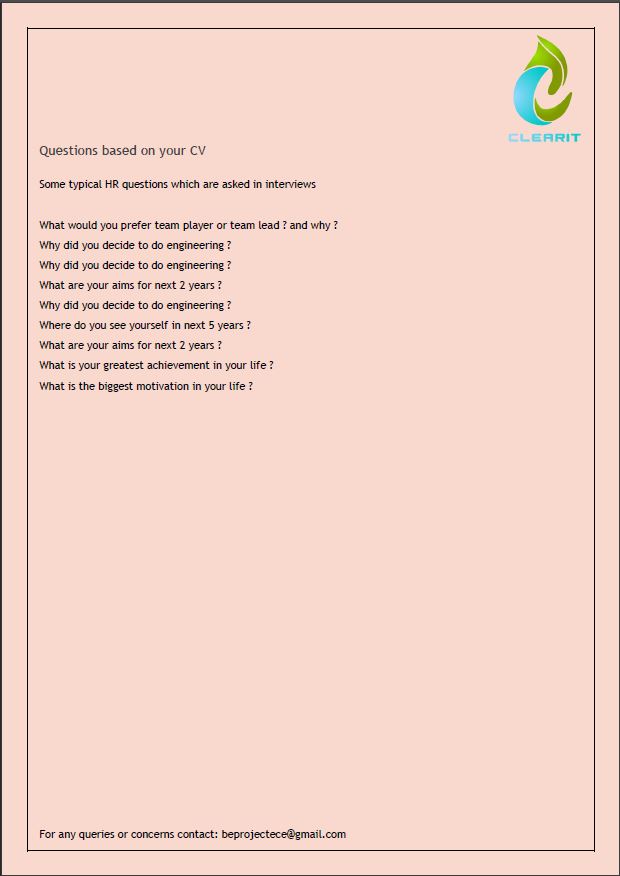 CLEARIT
Questions based on your CV
Some typical HR questions which are asked in interviews
What would you prefer team player or team lead ? and why ?
Why did you decide to do engineering ?
Why did you decide to do engineering ?
What are your aims for next 2 years ?
Why did you decide to do engineering ?
Where do you see yourself in next 5 years ?
What are your aims for next 2 years ?
What is your greatest achievement in your life ?
What is the biggest motivation in your life ?
For any queries or concerns contact: beprojectece@gmail.com